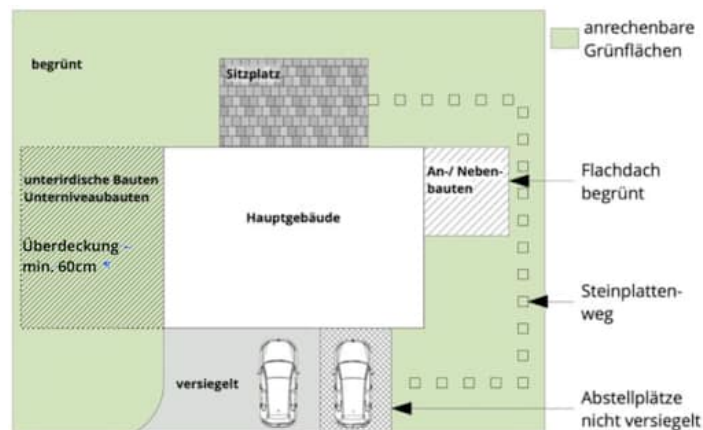 anrechenbare
Grünflächen
begrünt
Sitzplatz
unterirdische Bauten
Unterniveaubauten
An-/ Neben-
bauten
Flachdach
begrünt
Hauptgebäude
Überdeckung
min. 60cm
Steinplatten-
weg
versiegelt
Abstellplätze
nicht versiegelt